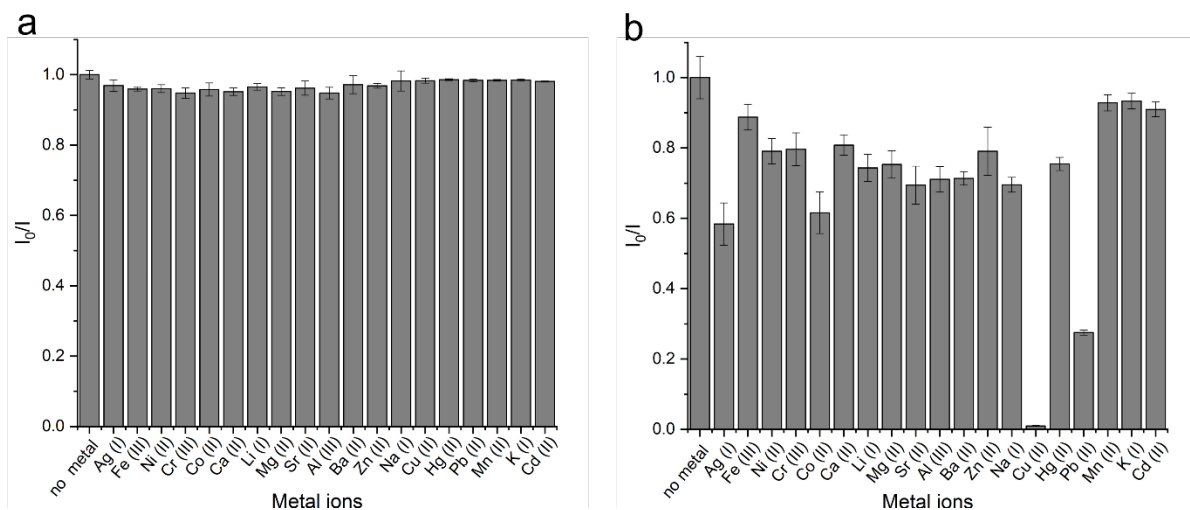 a
I₀/I
1.0
0.8
0.6
0.4
0.2
0.0
no metal
Ag (I)
Fe (III)
Ni (II)
Cr (III)
Co (II)
Ca (II)
Li (I)
Mg (II)
Sr (II)
Al (III)
Ba (II)
Zn (II)
Na (I)
Cu (II)
Hg (II)
Pb (II)
Mn (II)
K (I)
Cd (II)
Metal ions
b
I₀/I
1.0
0.8
0.6
0.4
0.2
0.0
no metal
Ag (I)
Fe (III)
Ni (II)
Cr (III)
Co (II)
Ca (II)
Li (I)
Mg (II)
Sr (II)
Al (III)
Ba (II)
Zn (II)
Na (I)
Cu (II)
Hg (II)
Pb (II)
Mn (II)
K (I)
Cd (II)
Metal ions